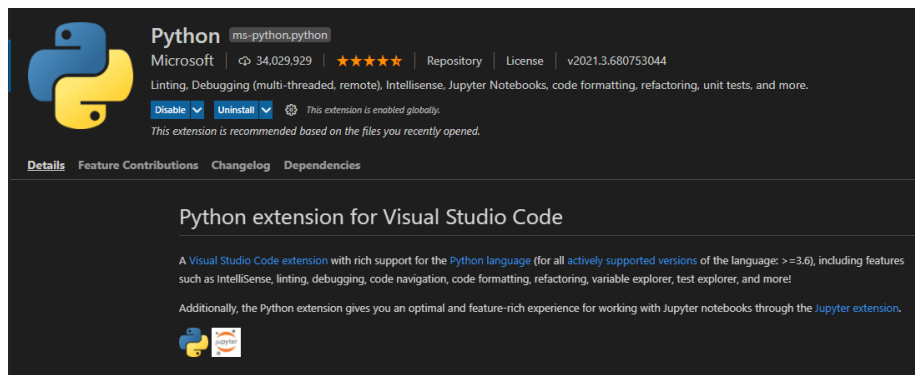 Python ms-python.python
Microsoft 34,029,929 Repository License v2021.3.680753044
Linting, Debugging (multi-threaded, remote), Intellisense, Jupyter Notebooks, code formatting, refactoring, unit tests, and more.
Disable Uninstall This extension is enabled globally.
This extension is recommended based on the files you recently opened.
Details Feature Contributions Changelog Dependencies
Python extension for Visual Studio Code
A Visual Studio Code extension with rich support for the Python language (for all actively supported versions of the language: >=3.6), including features
such as IntelliSense, linting, debugging, code navigation, code formatting, refactoring, variable explorer, test explorer, and more!
Additionally, the Python extension gives you an optimal and feature-rich experience for working with Jupyter notebooks through the Jupyter extension.
jupyter